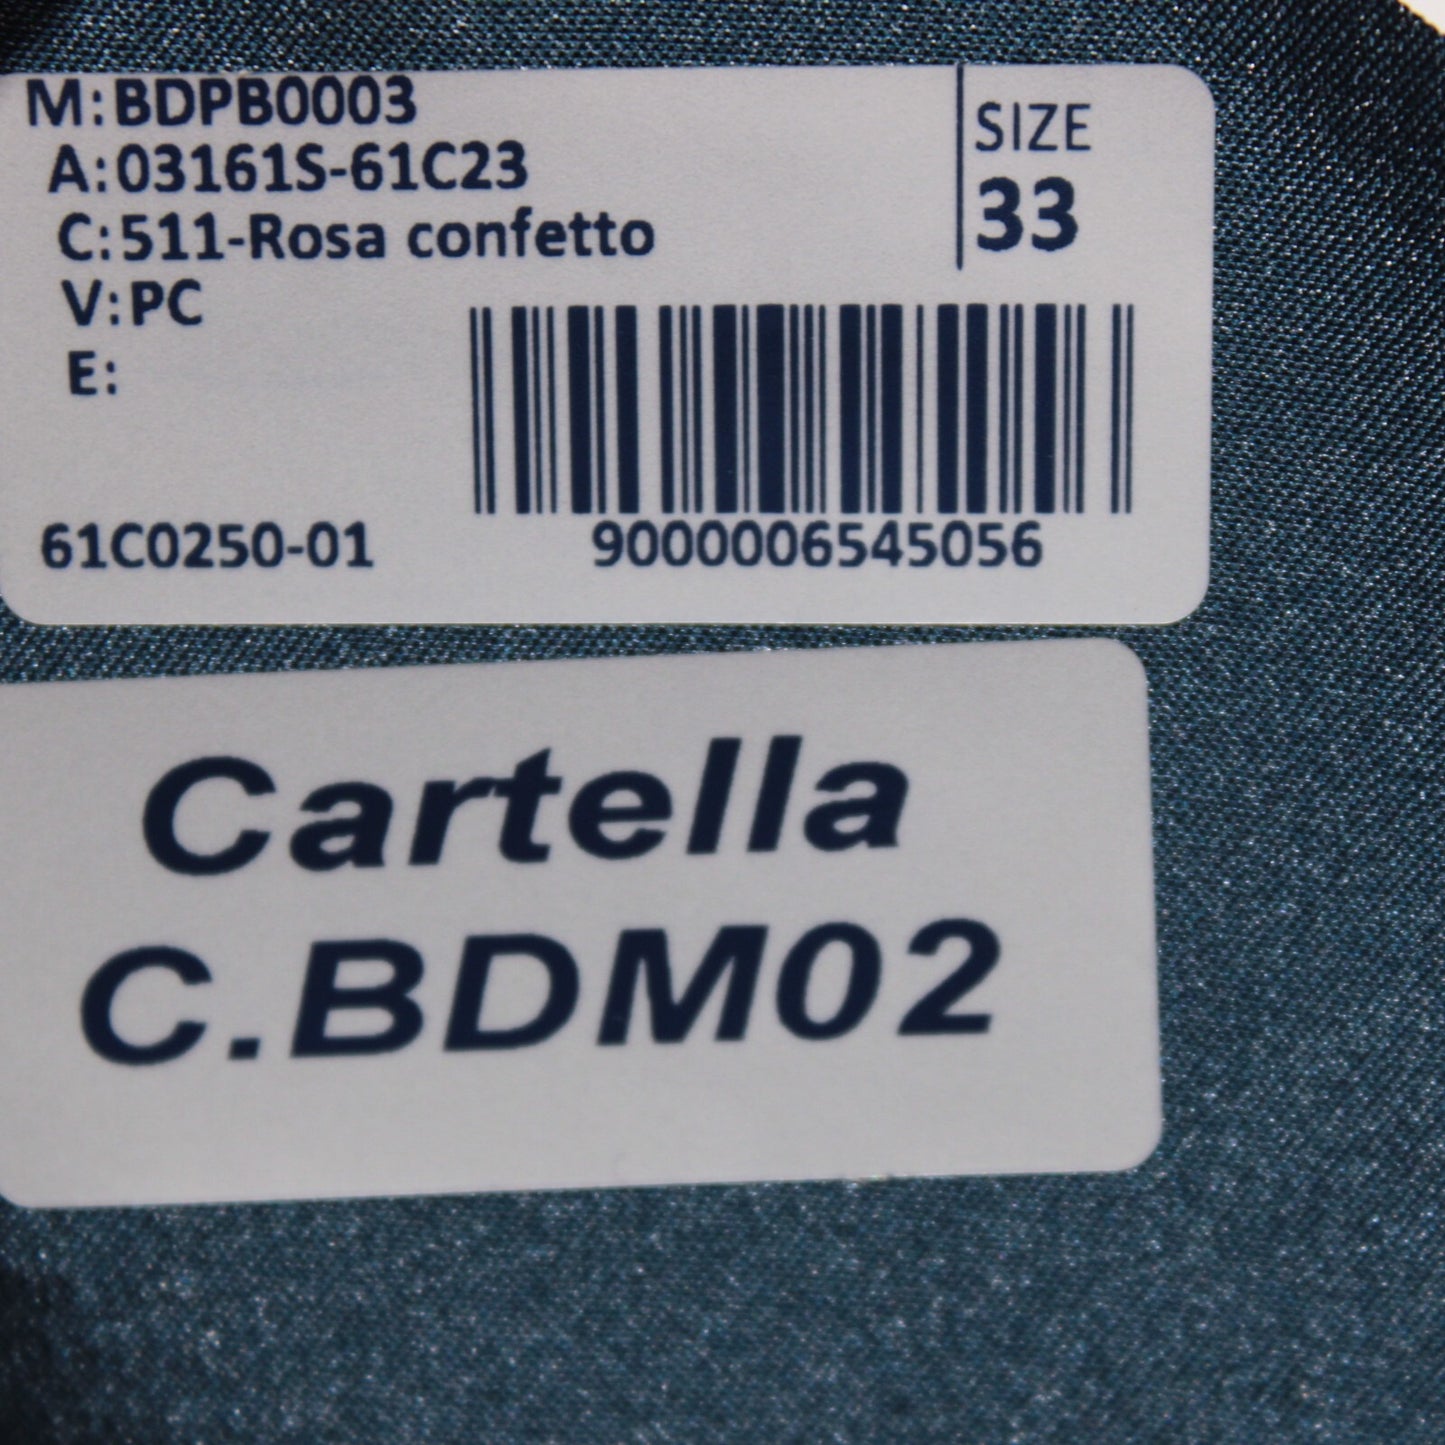 M:BDPB0003
A:03161S-61C23
C:511-Rosa confetto
V:PC
E:
SIZE
33
61C0250-01
9000006545056
Cartella
C.BDM02